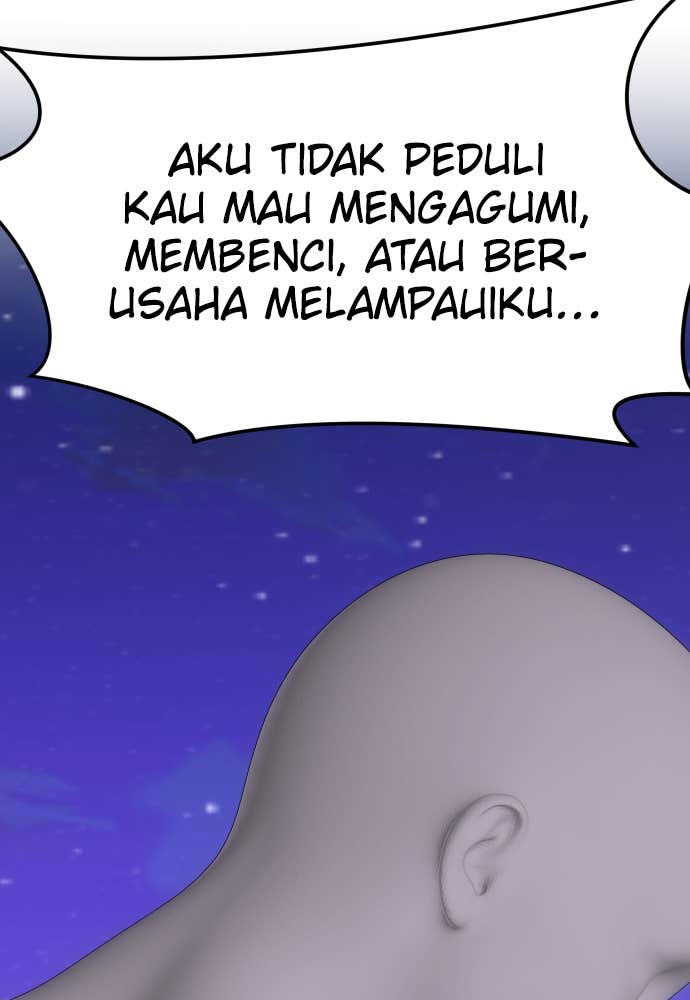 AKU TIDAK PEDULI
KAU MAU MENGAGUMI,
MEMBENCI, ATAU BER-
USAHA MELAMPAUIKU...